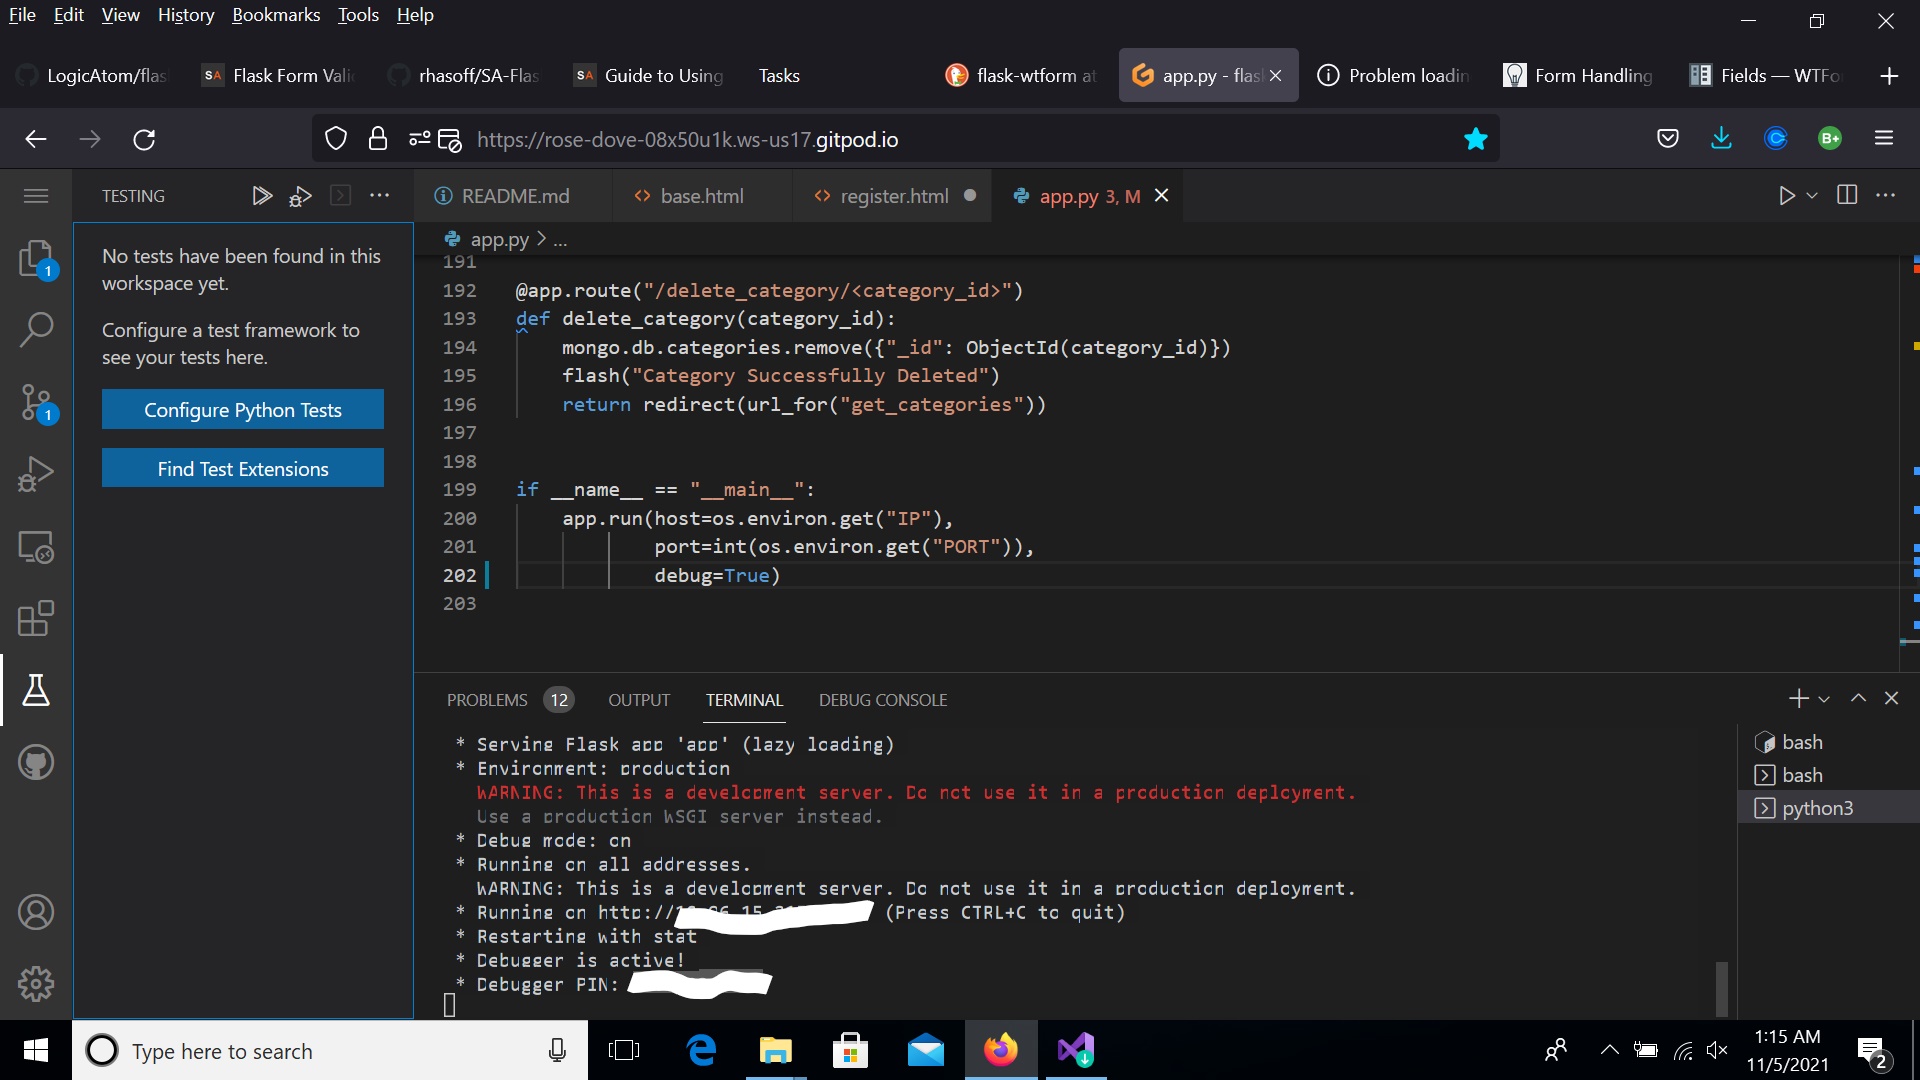 File Edit View History Bookmarks Tools Help
LogicAtom/flas SA Flask Form Vali rhasoff/SA-Flas SA Guide to Using Tasks flask-wtform at app.py - flas Problem loadin Form Handling Fields — WTFo
https://rose-dove-08x50u1k.ws-us17.gitpod.io B+
TESTING README.md base.html register.html app.py 3, M
No tests have been found in this
workspace yet.
Configure a test framework to
see your tests here.
Configure Python Tests
Find Test Extensions
1
1
app.py > ...
191
192 @app.route("/delete_category/<category_id>")
193 def delete_category(category_id):
194 mongo.db.categories.remove({"_id": ObjectId(category_id)})
195 flash("Category Successfully Deleted")
196 return redirect(url_for("get_categories"))
197
198
199 if __name__ == "__main__":
200 app.run(host=os.environ.get("IP"),
201 port=int(os.environ.get("PORT")),
202 debug=True)
203
PROBLEMS 12 OUTPUT TERMINAL DEBUG CONSOLE
* Serving Flask app 'app' (lazy loading)
* Environment: production
WARNING: This is a development server. Do not use it in a production deployment.
Use a production WSGI server instead.
* Debug mode: on
* Running on all addresses.
WARNING: This is a development server. Do not use it in a production deployment.
* Running on http:// (Press CTRL+C to quit)
* Restarting with stat
* Debugger is active!
* Debugger PIN:
bash
bash
python3
Type here to search
1:15 AM
11/5/2021
2